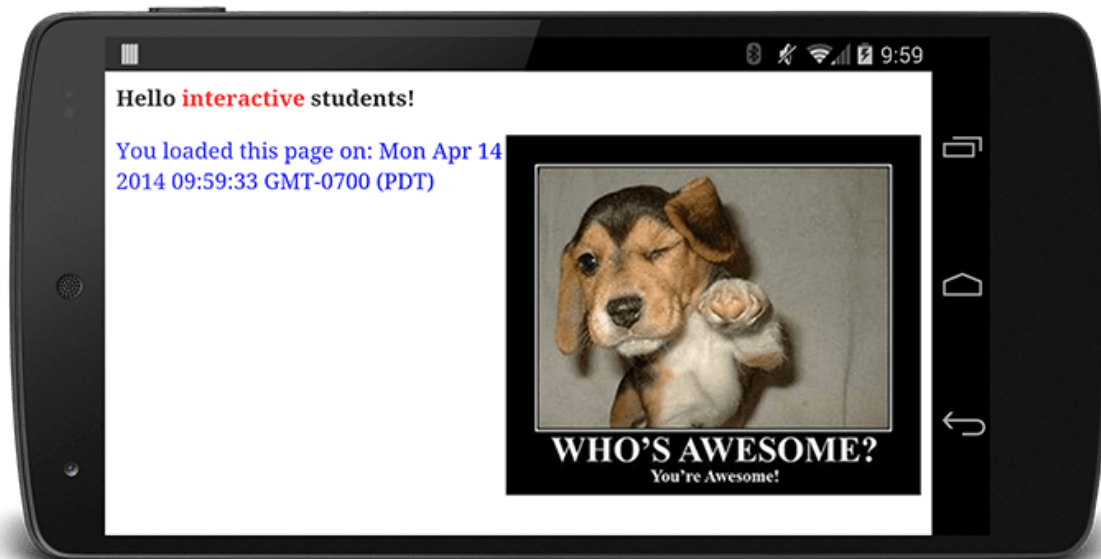 9:59
Hello interactive students!
You loaded this page on: Mon Apr 14
2014 09:59:33 GMT-0700 (PDT)
WHO'S AWESOME?
You're Awesome!